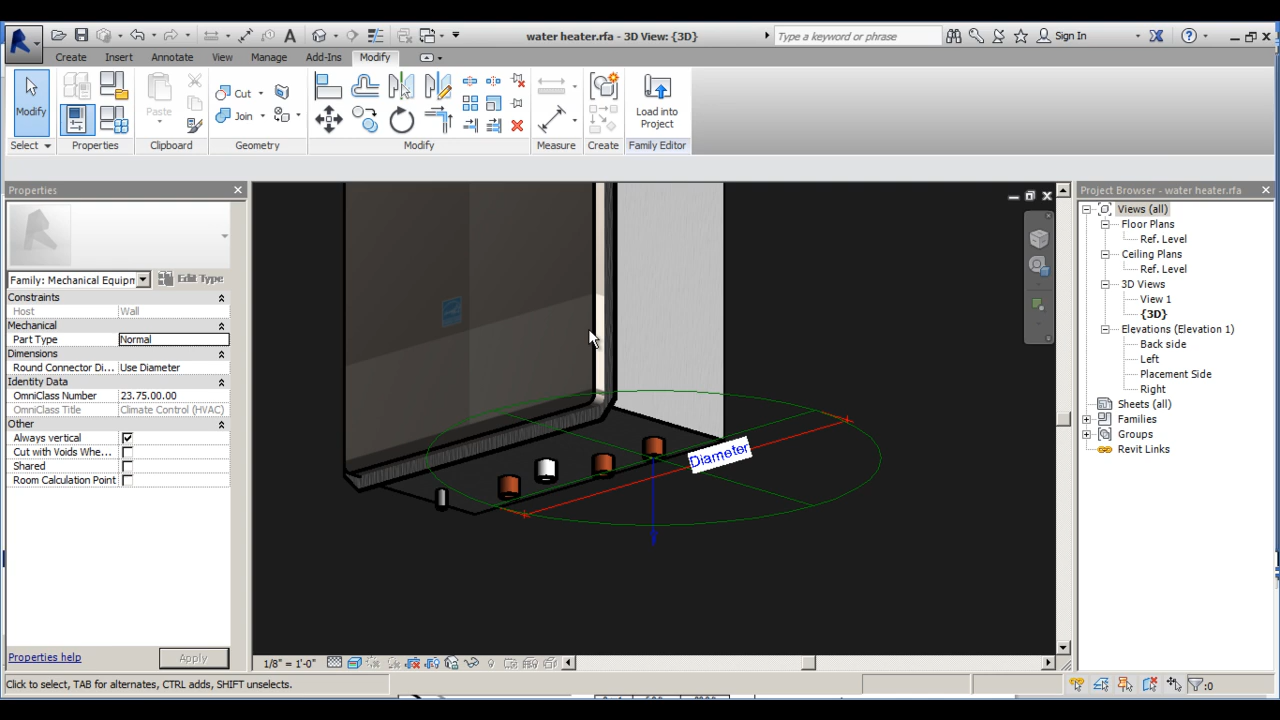 water heater.rfa - 3D View: {3D}
Type a keyword or phrase
Sign In
Create Insert Annotate View Manage Add-Ins Modify
Modify
Paste
Cut
Join
Load into
Project
Select Properties Clipboard Geometry Modify Measure Create Family Editor
Properties
Family: Mechanical Equipm
Edit Type
Constraints
Host Wall
Mechanical
Part Type Normal
Dimensions
Round Connector Di... Use Diameter
Identity Data
OmniClass Number 23.75.00.00
OmniClass Title Climate Control (HVAC)
Other
Always vertical
Cut with Voids Whe...
Shared
Room Calculation Point
Properties help
Apply
Diameter
Project Browser - water heater.rfa
Views (all)
Floor Plans
Ref. Level
Ceiling Plans
Ref. Level
3D Views
View 1
{3D}
Elevations (Elevation 1)
Back side
Left
Placement Side
Right
Sheets (all)
Families
Groups
Revit Links
1/8" = 1'-0"
Click to select, TAB for alternates, CTRL adds, SHIFT unselects.
:0